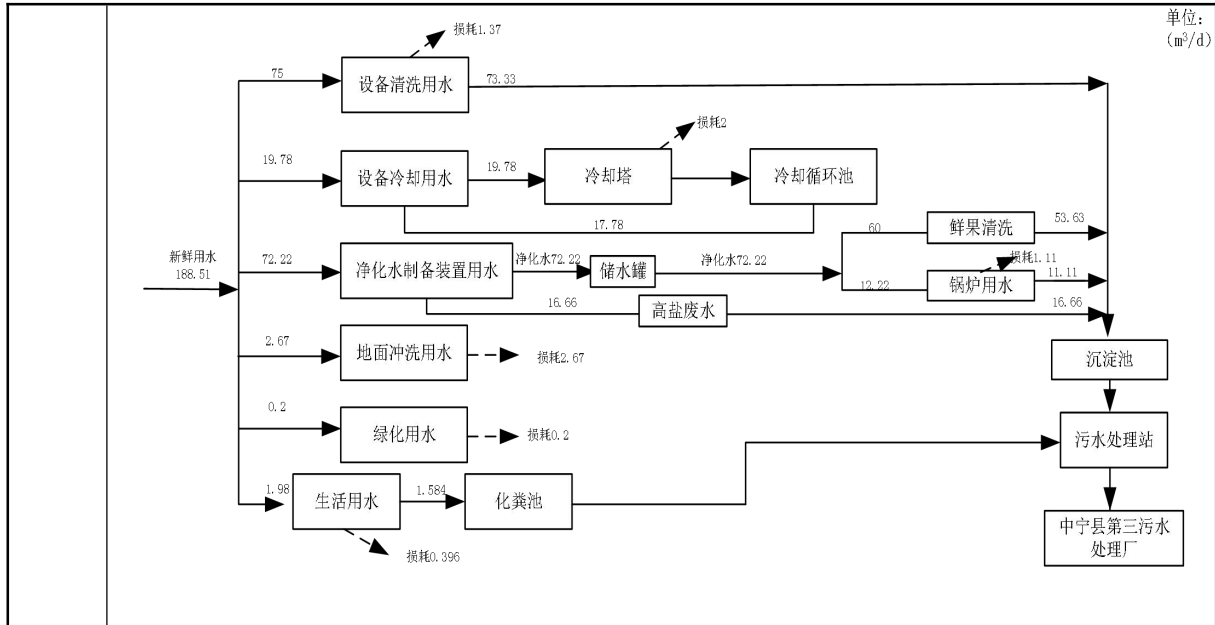 单位：
(m³/d)
损耗1.37
75
设备清洗用水
73.33
损耗2
19.78
设备冷却用水
19.78
冷却塔
冷却循环池
17.78
新鲜用水
188.51
72.22
净化水制备装置用水
净化水72.22
储水罐
净化水72.22
60
鲜果清洗
53.63
12.22
锅炉用水
损耗1.11
11.11
16.66
高盐废水
16.66
2.67
地面冲洗用水
损耗2.67
沉淀池
0.2
绿化用水
损耗0.2
污水处理站
1.98
生活用水
1.584
化粪池
损耗0.396
中宁县第三污水
处理厂